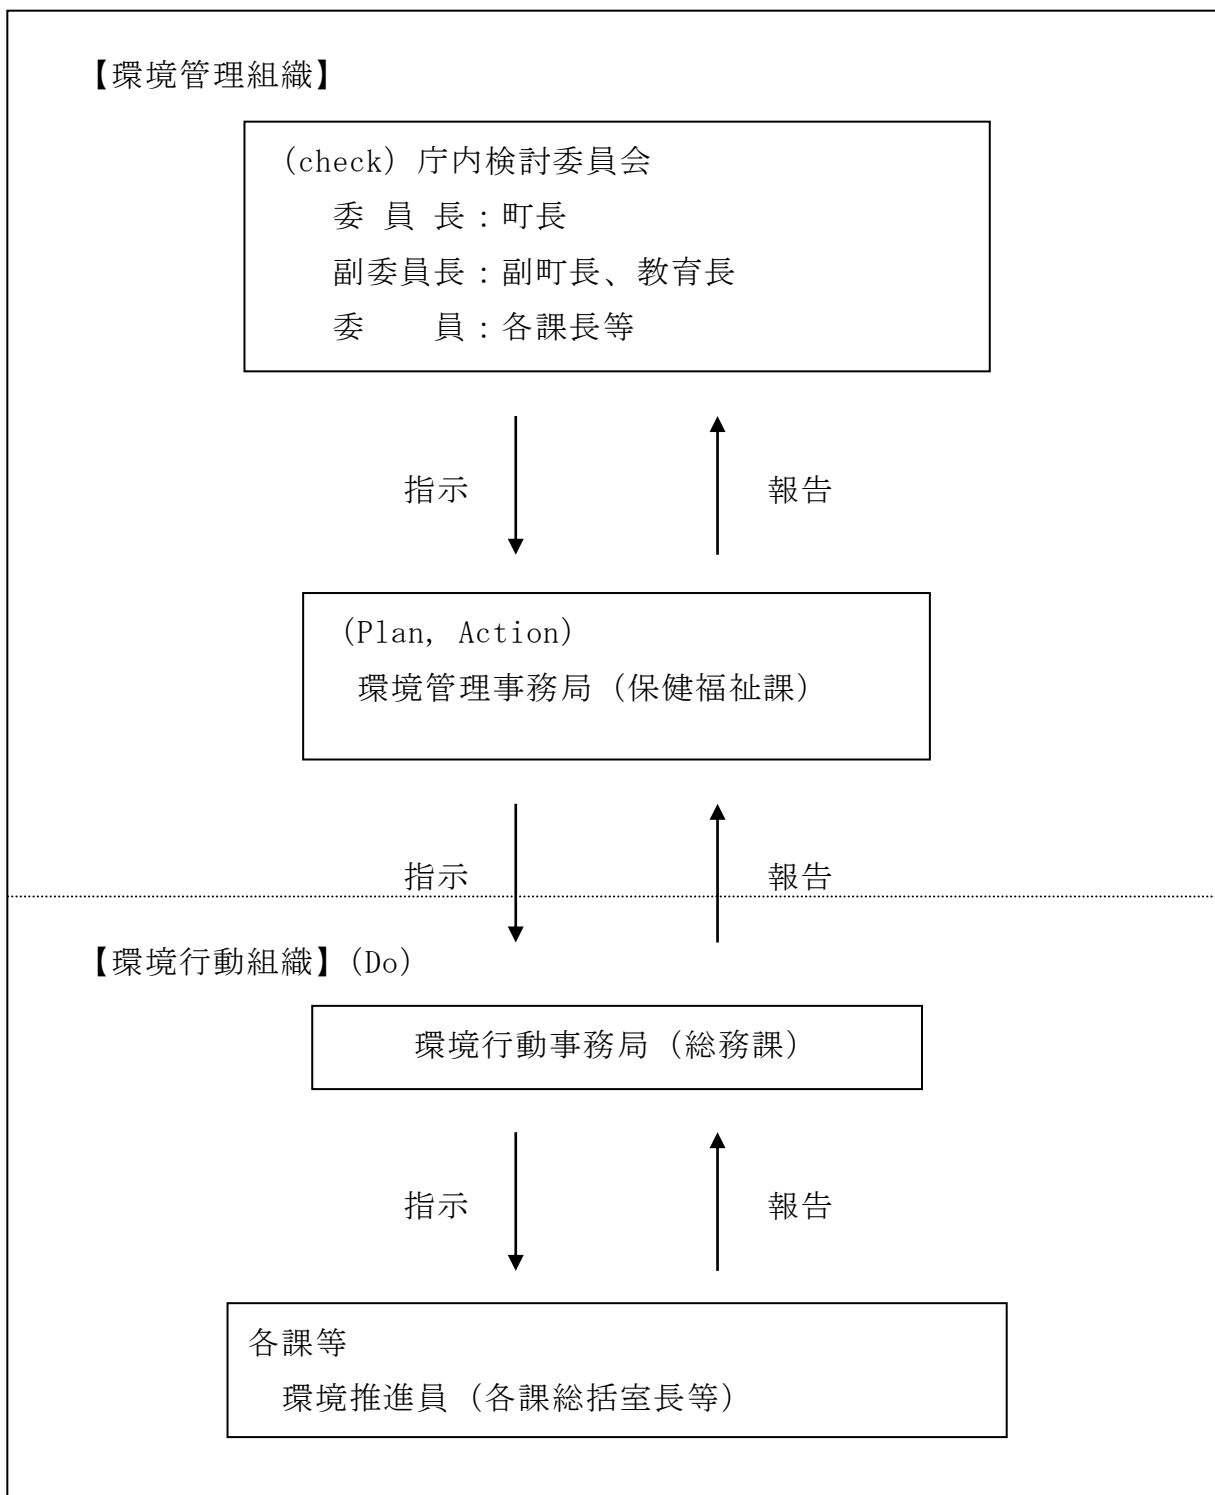 【環境管理組織】
(check) 庁内検討委員会
委 員 長：町長
副委員長：副町長、教育長
委　　員：各課長等
指示　報告
(Plan, Action)
環境管理事務局（保健福祉課）
指示　報告
【環境行動組織】(Do)
環境行動事務局（総務課）
指示　報告
各課等
環境推進員（各課総括室長等）